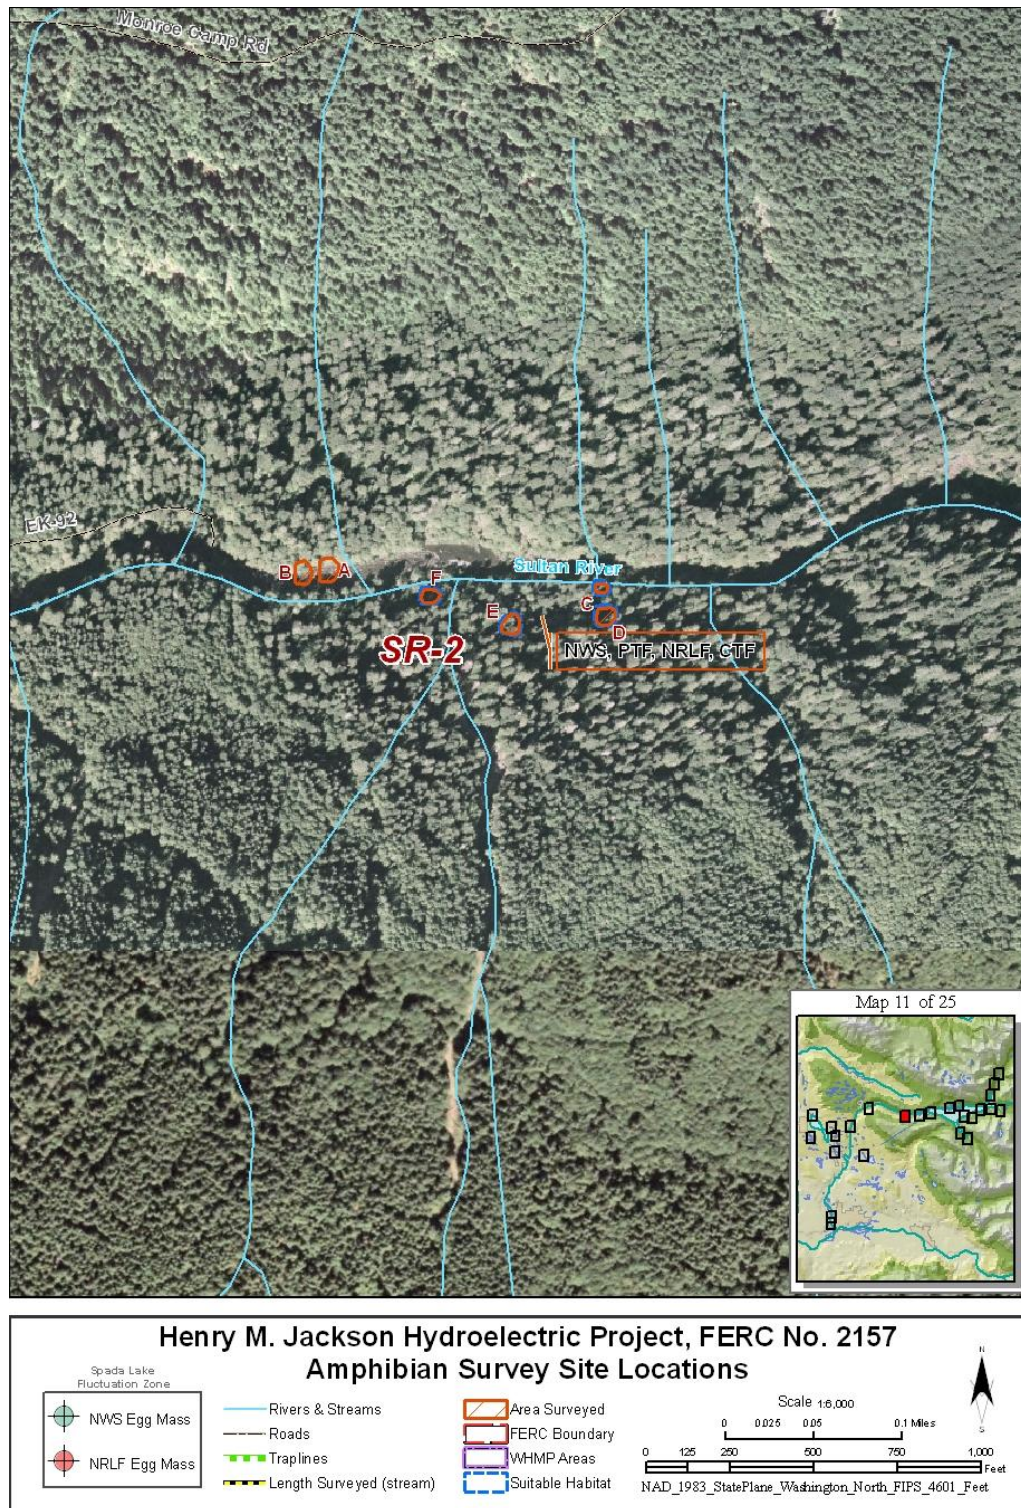 Monroe Camp Rd
EK-92
Sultan River
B
A
F
C
E
D
SR-2
NWS, PTF, NRLF, CTF
Map 11 of 25
Henry M. Jackson Hydroelectric Project, FERC No. 2157
Amphibian Survey Site Locations
Spada Lake
Fluctuation Zone
NWS Egg Mass
NRLF Egg Mass
Rivers & Streams
Roads
Traplines
Length Surveyed (stream)
Area Surveyed
FERC Boundary
WHMP Areas
Suitable Habitat
N
S
Scale 1:6,000
0 0.025 0.05 0.1 Miles
0 125 250 500 750 1,000
Feet
NAD_1983_StatePlane_Washington_North_FIPS_4601_Feet